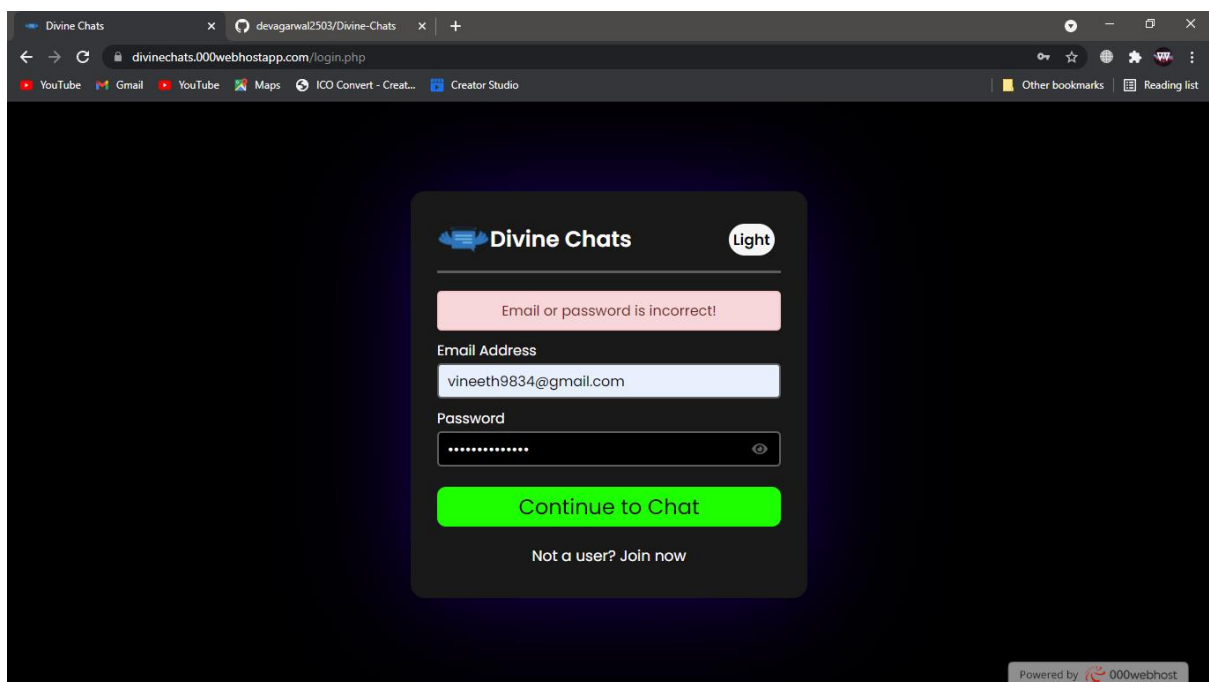 Divine Chats
devagarwal2503/Divine-Chats
divinechats.000webhostapp.com/login.php
YouTube Gmail YouTube Maps ICO Convert - Creat... Creator Studio Other bookmarks Reading list
Divine Chats Light
Email or password is incorrect!
Email Address
vineeth9834@gmail.com
Password
••••••••••••••
Continue to Chat
Not a user? Join now
Powered by 000webhost